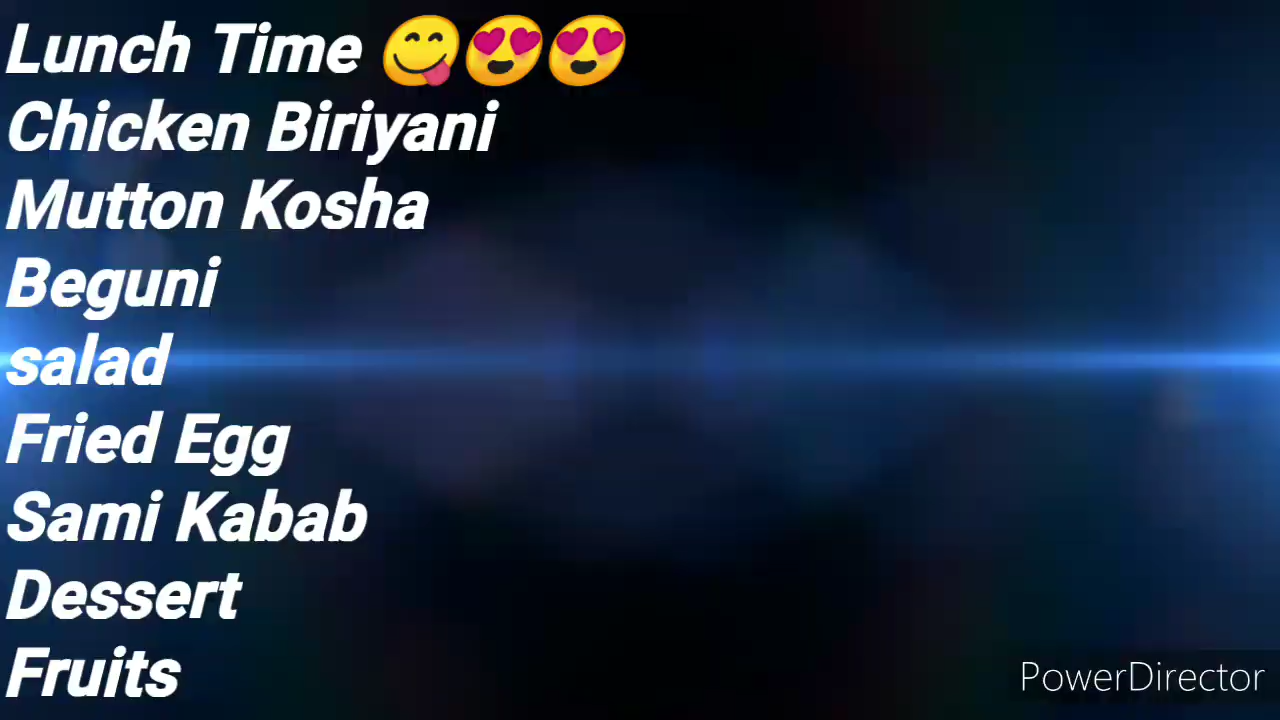 Lunch Time 😋😍😍
Chicken Biriyani
Mutton Kosha
Beguni
salad
Fried Egg
Sami Kabab
Dessert
Fruits
PowerDirector